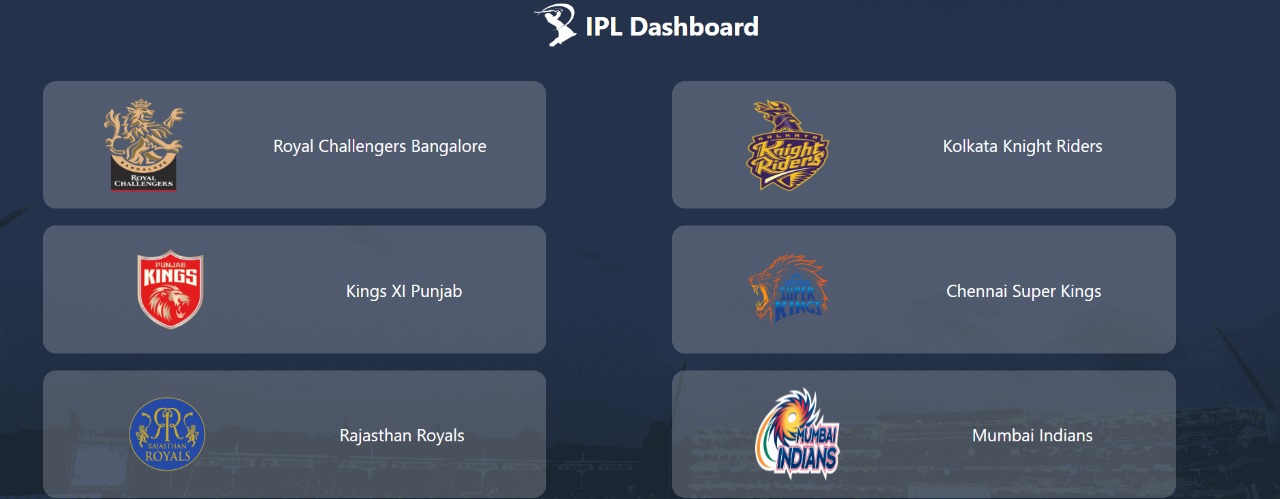 IPL Dashboard
BANGALORE
ROYAL
CHALLENGERS
Royal Challengers Bangalore
KOLKATA
Knight
Riders
Kolkata Knight Riders
PUNJAB
KINGS
Kings XI Punjab
SUPER
KINGS
Chennai Super Kings
RR
RAJASTHAN
ROYALS
Rajasthan Royals
MUMBAI
INDIANS
Mumbai Indians